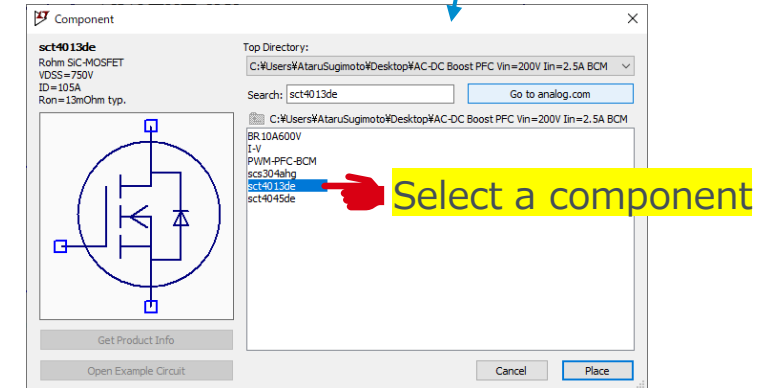 Component
sct4013de
Rohm SiC-MOSFET
VDSS=750V
ID=105A
Ron=13mOhm typ.
Top Directory:
C:¥Users¥AtaruSugimoto¥Desktop¥AC-DC Boost PFC Vin=200V Iin=2.5A BCM
Search: sct4013de
Go to analog.com
C:¥Users¥AtaruSugimoto¥Desktop¥AC-DC Boost PFC Vin=200V Iin=2.5A BCM
BR10A600V
I-V
PWM-PFC-BCM
scs304ahg
sct4013de
sct4045de
Select a component
Get Product Info
Open Example Circuit
Cancel
Place